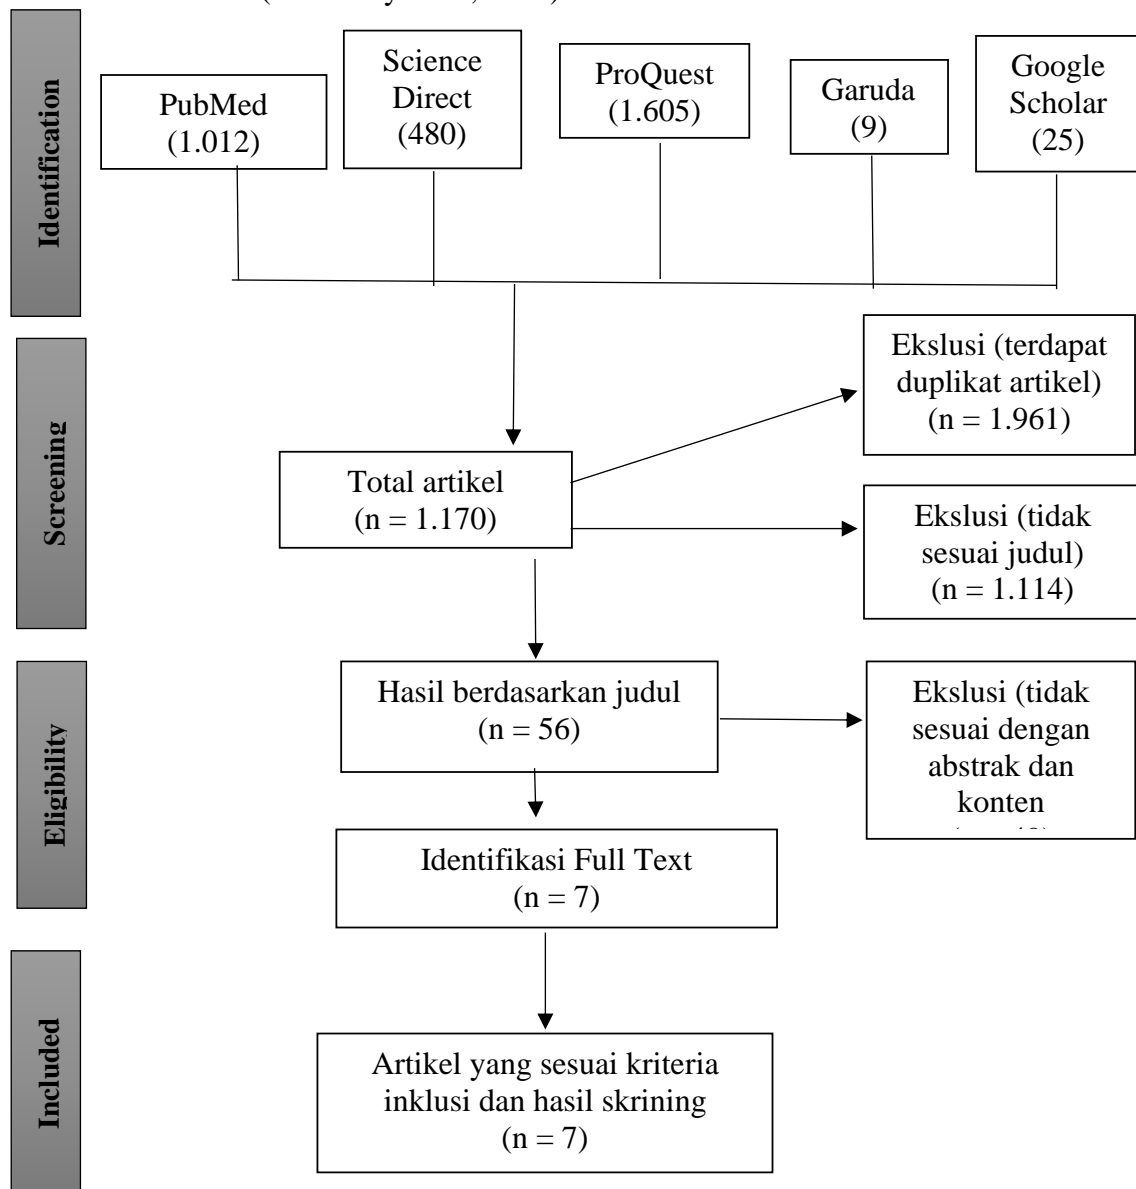 Identification
PubMed
(1.012)
Science
Direct
(480)
ProQuest
(1.605)
Garuda
(9)
Google
Scholar
(25)
Screening
Ekslusi (terdapat
duplikat artikel)
(n = 1.961)
Total artikel
(n = 1.170)
Ekslusi (tidak
sesuai judul)
(n = 1.114)
Eligibility
Hasil berdasarkan judul
(n = 56)
Ekslusi (tidak
sesuai dengan
abstrak dan
konten
Identifikasi Full Text
(n = 7)
Included
Artikel yang sesuai kriteria
inklusi dan hasil skrining
(n = 7)